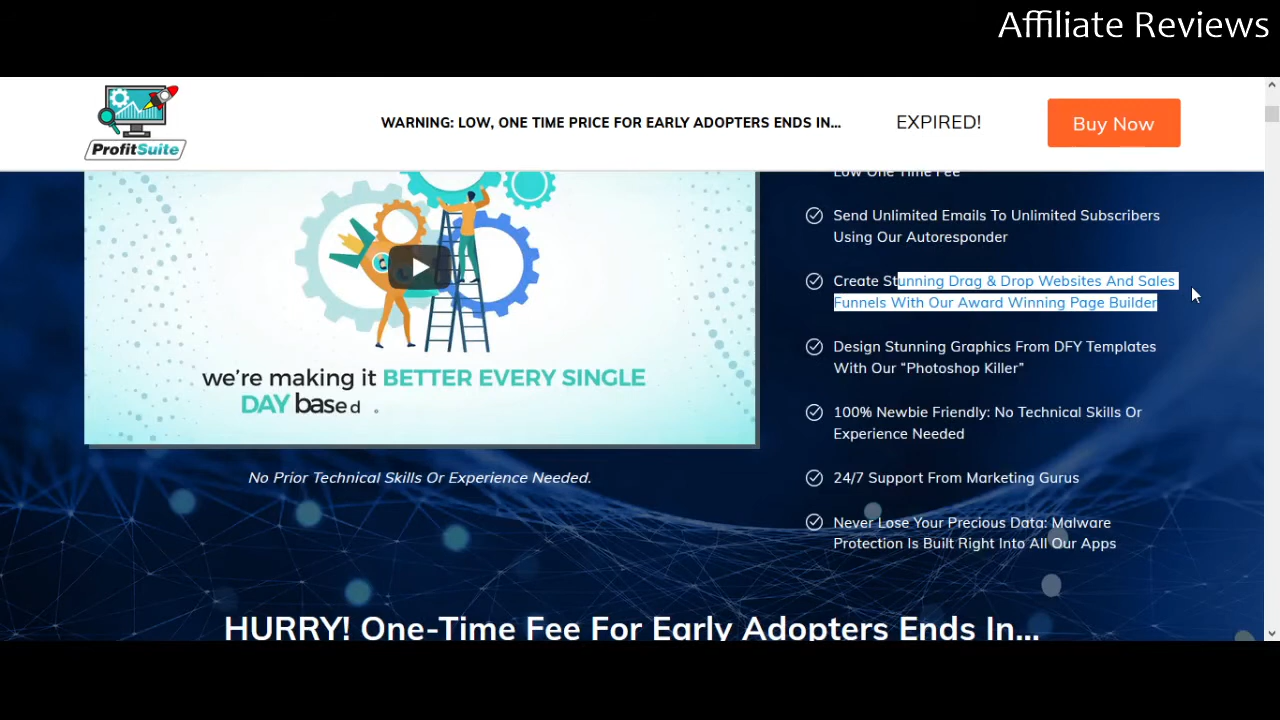 Affiliate Reviews
ProfitSuite
WARNING: LOW, ONE TIME PRICE FOR EARLY ADOPTERS ENDS IN...
EXPIRED!
Buy Now
we're making it BETTER EVERY SINGLE
DAY based
No Prior Technical Skills Or Experience Needed.
Low One Time Fee
Send Unlimited Emails To Unlimited Subscribers
Using Our Autoresponder
Create Stunning Drag & Drop Websites And Sales
Funnels With Our Award Winning Page Builder
Design Stunning Graphics From DFY Templates
With Our “Photoshop Killer”
100% Newbie Friendly: No Technical Skills Or
Experience Needed
24/7 Support From Marketing Gurus
Never Lose Your Precious Data: Malware
Protection Is Built Right Into All Our Apps
HURRY! One-Time Fee For Early Adopters Ends In...